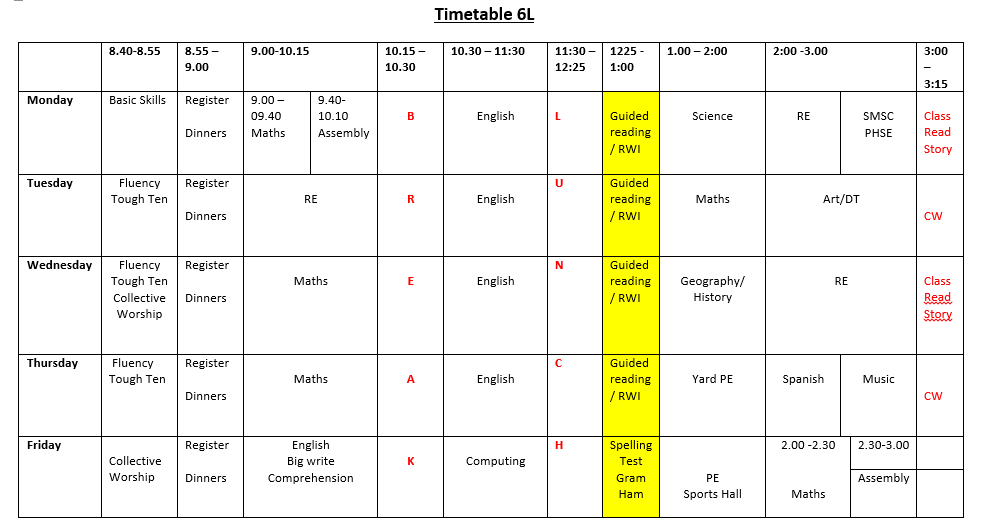 Timetable 6L
8.40-8.55
8.55 –
9.00
9.00-10.15
10.15 –
10.30
10.30 – 11:30
11:30 –
12:25
1225 -
1:00
1.00 – 2:00
2:00 -3.00
3:00
–
3:15
Monday
Basic Skills
Register
Dinners
9.00 –
09.40
Maths
9.40-
10.10
Assembly
B
English
L
Guided
reading
/ RWI
Science
RE
SMSC
PHSE
Class
Read
Story
Tuesday
Fluency
Tough Ten
Register
Dinners
RE
R
English
U
Guided
reading
/ RWI
Maths
Art/DT
CW
Wednesday
Fluency
Tough Ten
Collective
Worship
Register
Dinners
Maths
E
English
N
Guided
reading
/ RWI
Geography/
History
RE
Class
Read
Story
Thursday
Fluency
Tough Ten
Register
Dinners
Maths
A
English
C
Guided
reading
/ RWI
Yard PE
Spanish
Music
CW
Friday
Collective
Worship
Register
Dinners
English
Big write
Comprehension
K
Computing
H
Spelling
Test
Gram
Ham
PE
Sports Hall
2.00 -2.30
Maths
2.30-3.00
Assembly